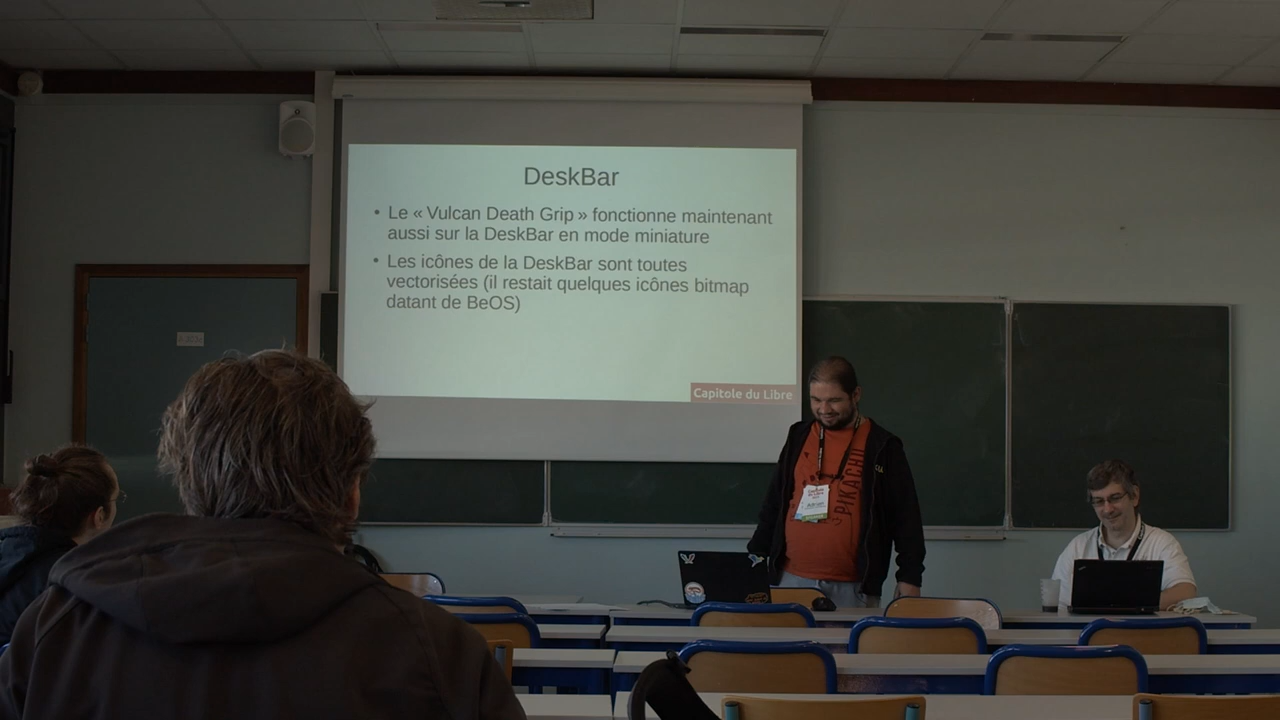 DeskBar
• Le « Vulcan Death Grip » fonctionne maintenant
aussi sur la DeskBar en mode miniature
• Les icônes de la DeskBar sont toutes
vectorisées (il restait quelques icônes bitmap
datant de BeOS)
Capitole du Libre
PIKACHU